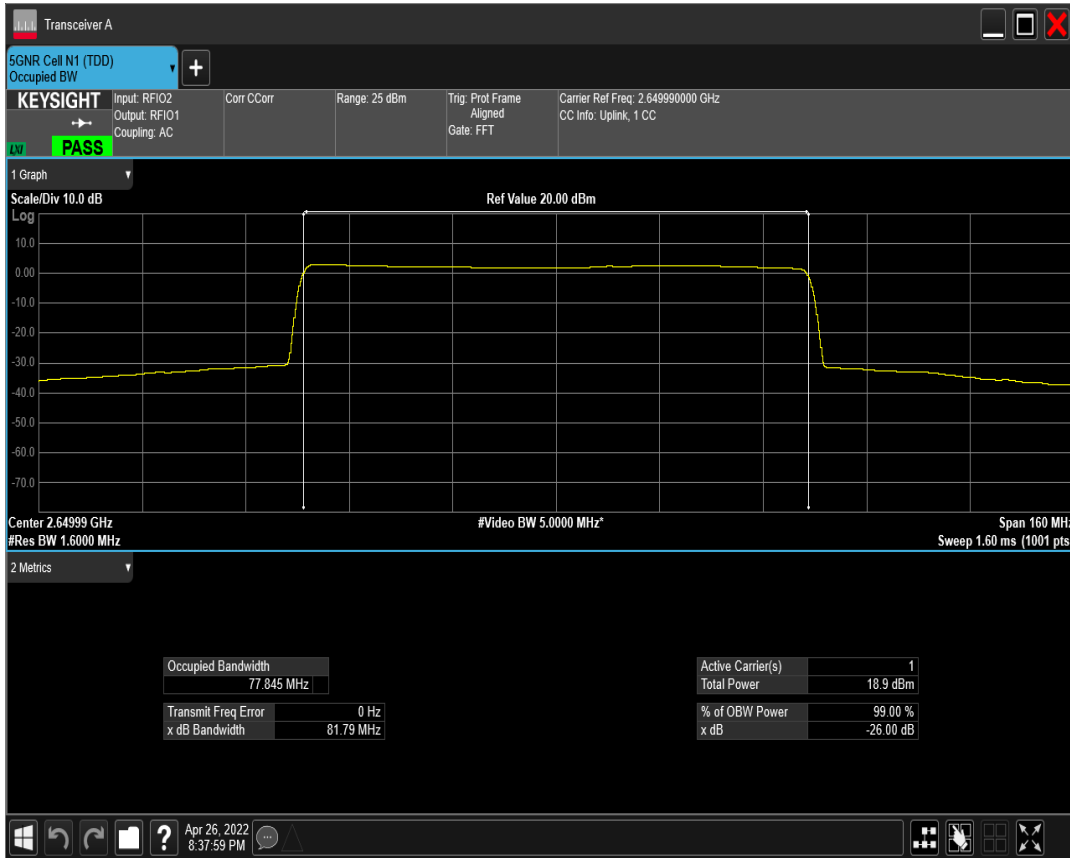 Transceiver A
5GNR Cell N1 (TDD)
Occupied BW
+
KEYSIGHT
LXI
PASS
Input: RFIO2
Output: RFIO1
Coupling: AC
Corr CCorr
Range: 25 dBm
Trig: Prot Frame
Aligned
Gate: FFT
Carrier Ref Freq: 2.649990000 GHz
CC Info: Uplink, 1 CC
1 Graph
Scale/Div 10.0 dB
Ref Value 20.00 dBm
Log
10.0
0.00
-10.0
-20.0
-30.0
-40.0
-50.0
-60.0
-70.0
Center 2.64999 GHz
#Video BW 5.0000 MHz*
Span 160 MHz
#Res BW 1.6000 MHz
Sweep 1.60 ms (1001 pts
2 Metrics
Occupied Bandwidth
77.845 MHz
Transmit Freq Error 0 Hz
x dB Bandwidth 81.79 MHz
Active Carrier(s) 1
Total Power 18.9 dBm
% of OBW Power 99.00 %
x dB -26.00 dB
?
Apr 26, 2022
8:37:59 PM